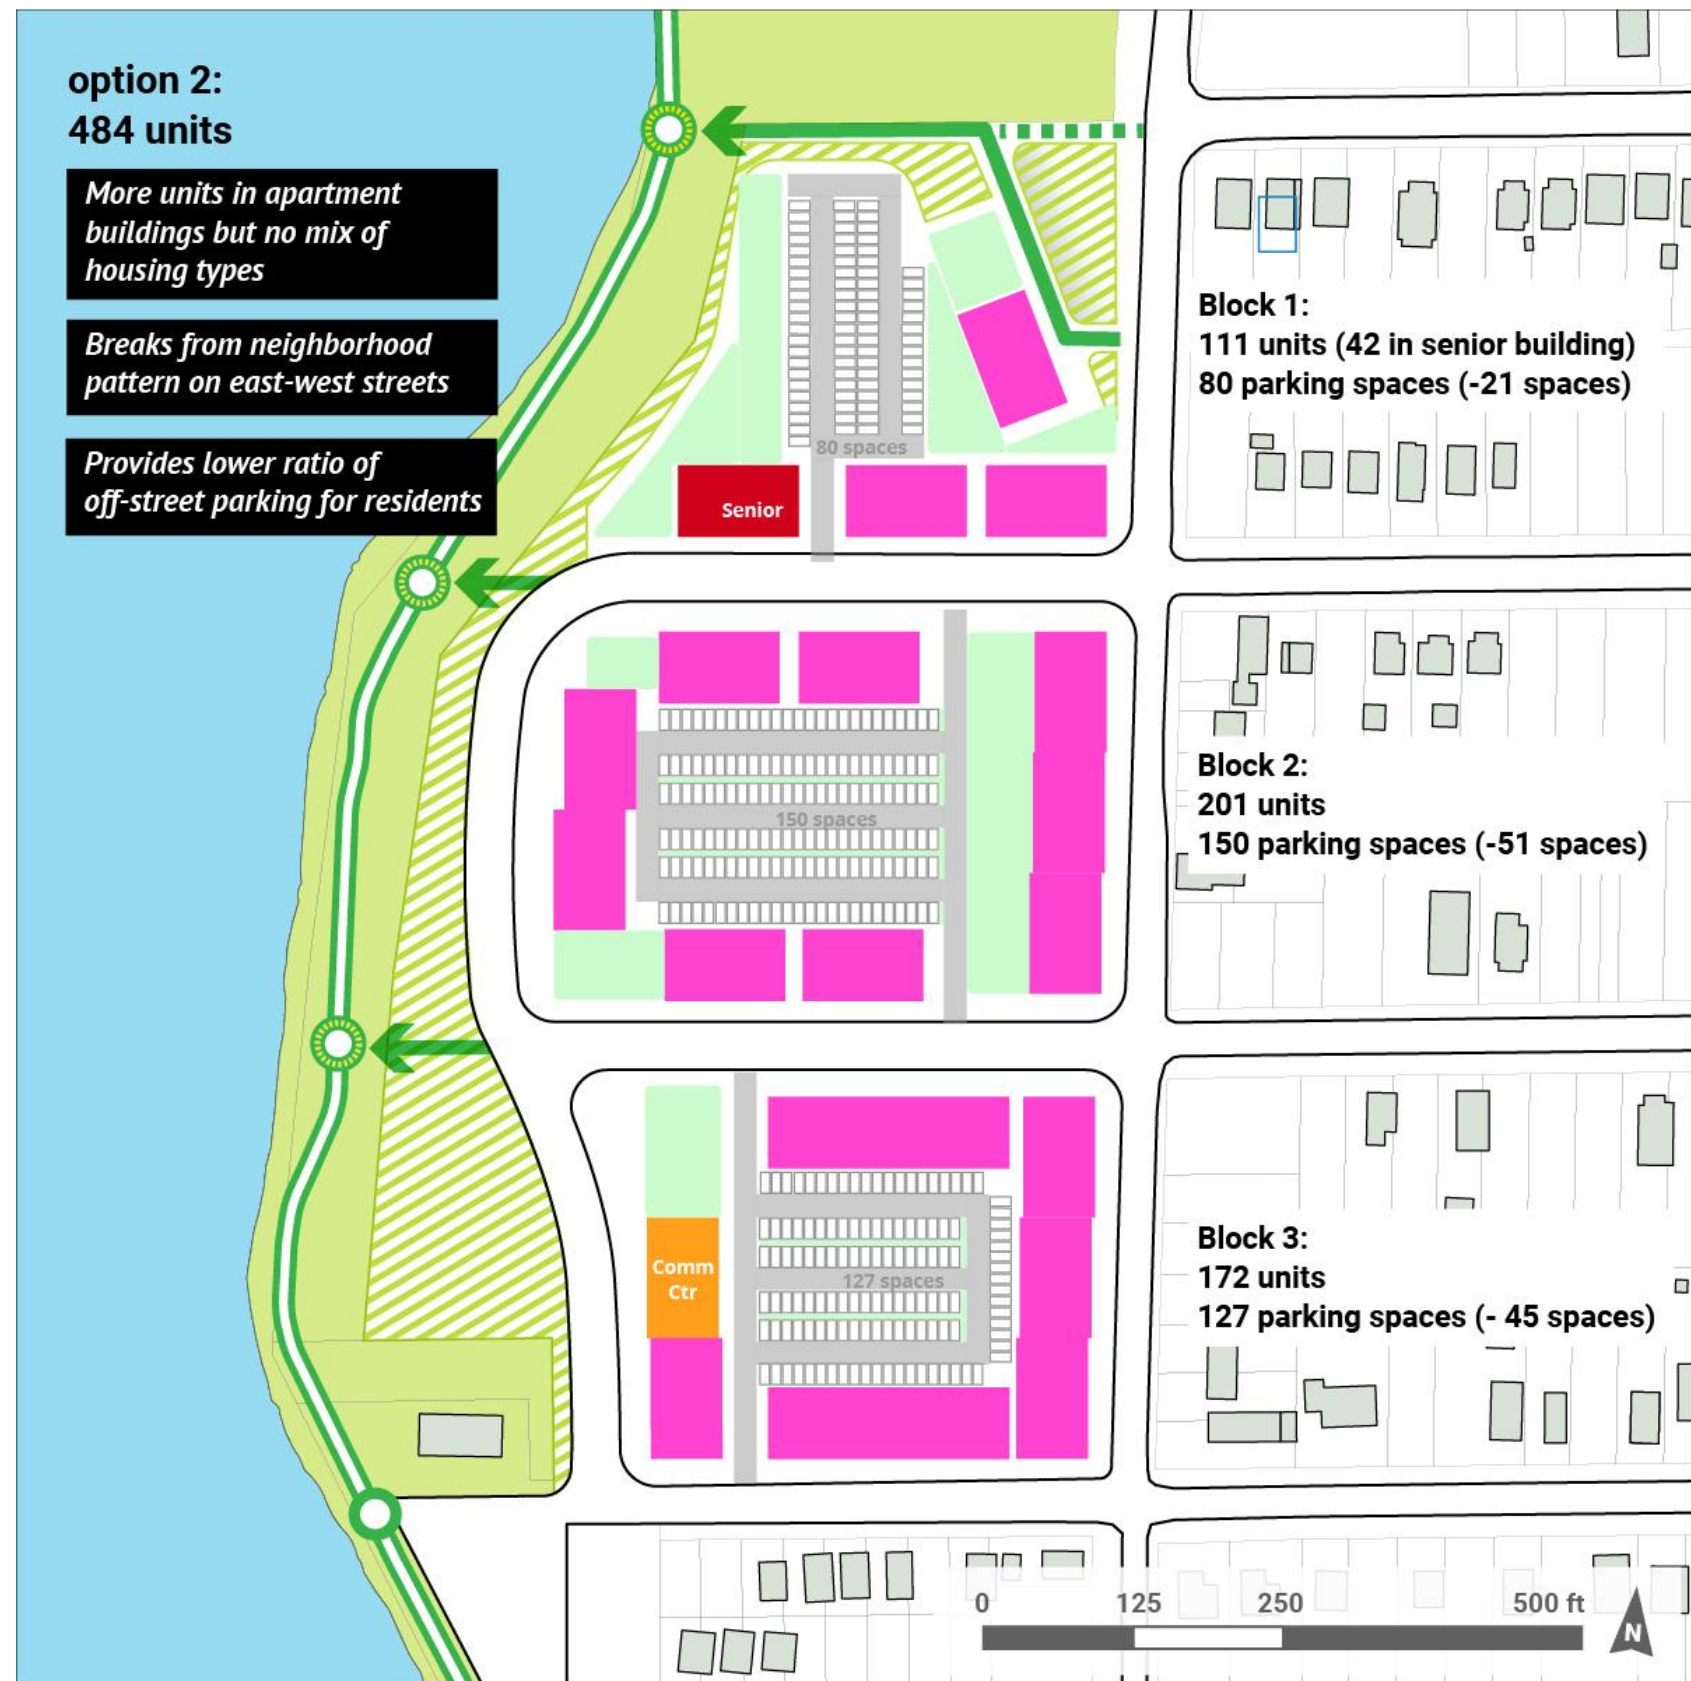 option 2:
484 units
More units in apartment
buildings but no mix of
housing types
Breaks from neighborhood
pattern on east-west streets
Provides lower ratio of
off-street parking for residents
80 spaces
Senior
Block 1:
111 units (42 in senior building)
80 parking spaces (-21 spaces)
150 spaces
Block 2:
201 units
150 parking spaces (-51 spaces)
Comm
Ctr
127 spaces
Block 3:
172 units
127 parking spaces (- 45 spaces)
0 125 250 500 ft
N